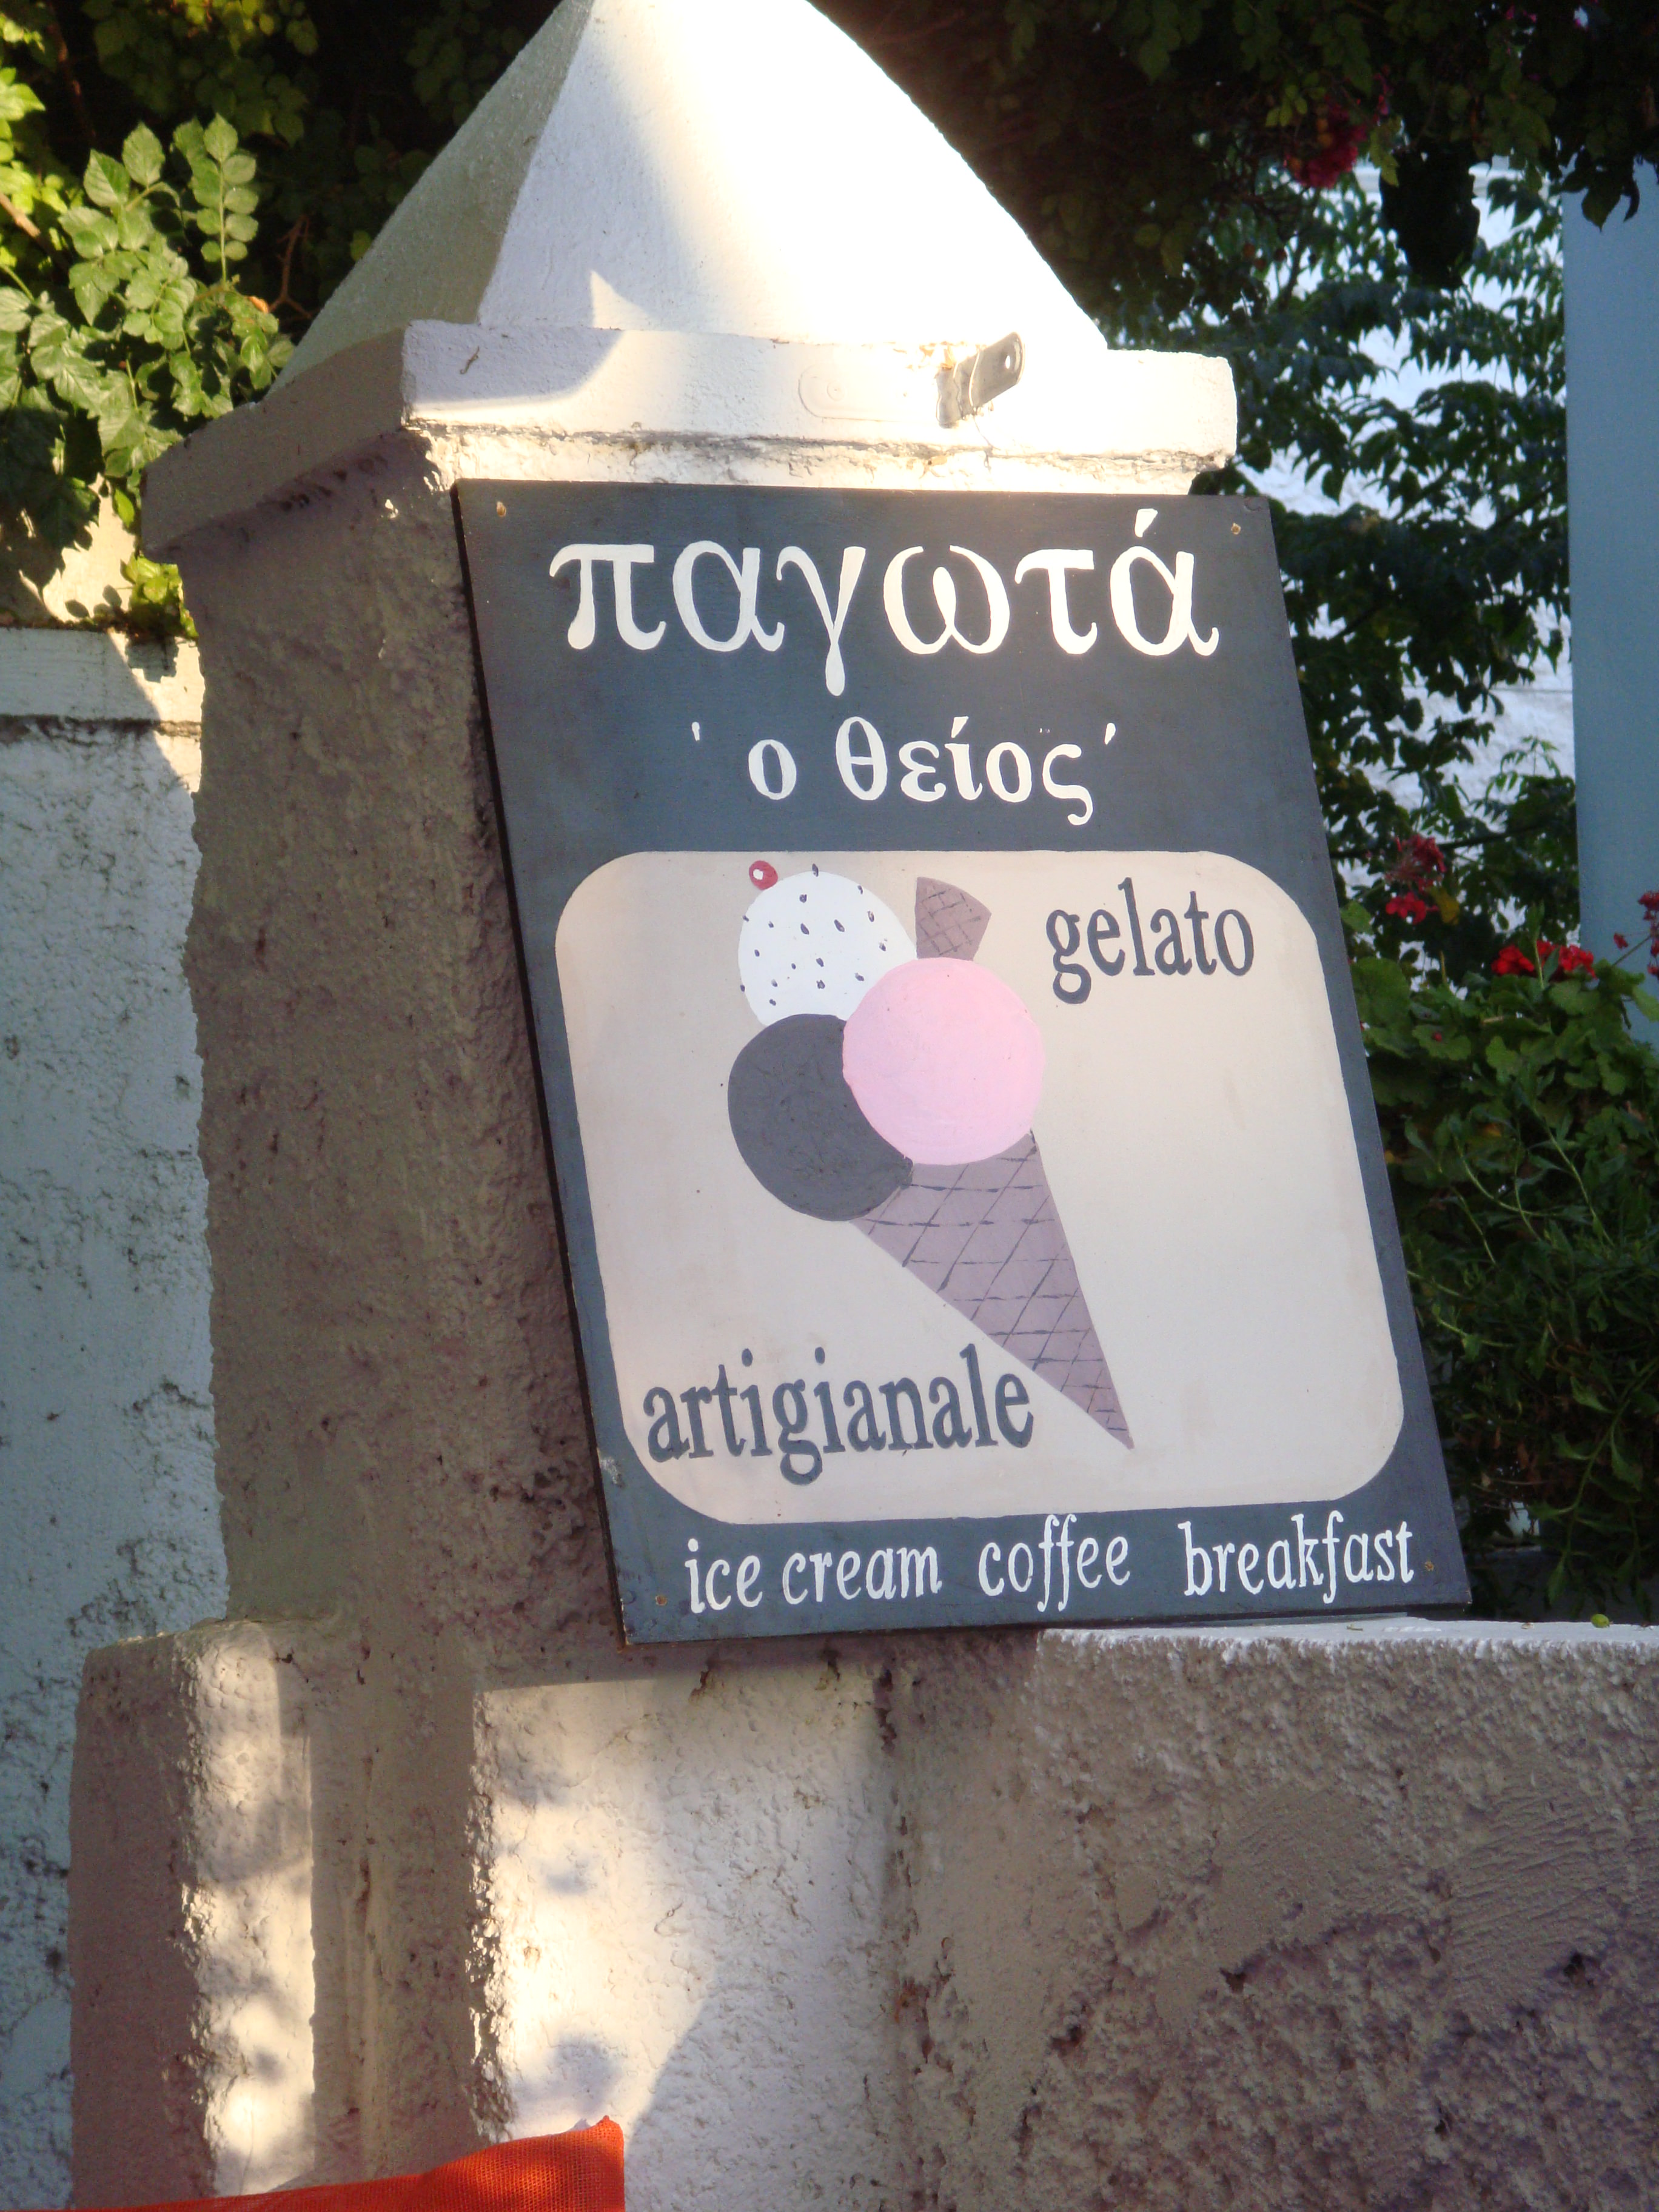 παγωτά
'ο θείος'
gelato
artigianale
ice cream coffee breakfast